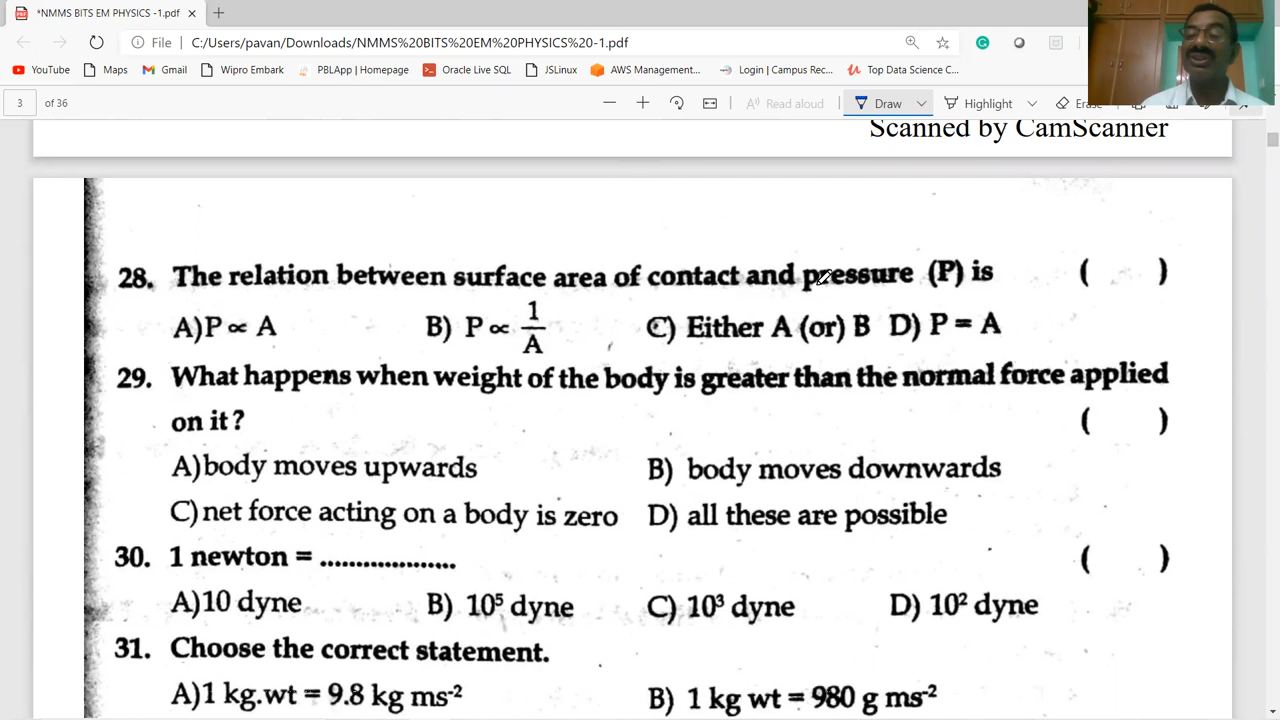 *NMMS BITS EM PHYSICS -1.pdf
File C:/Users/pavan/Downloads/NMMS%20BITS%20EM%20PHYSICS%20-1.pdf
YouTube Maps Gmail Wipro Embark PBLApp | Homepage Oracle Live SQL JSLinux AWS Management... Login | Campus Rec... Top Data Science C...
3 of 36 Read aloud Draw Highlight Erase
Scanned by CamScanner
28. The relation between surface area of contact and pressure (P) is ( )
A)P ∝ A B) P ∝ 1/A C) Either A (or) B D) P = A
29. What happens when weight of the body is greater than the normal force applied
on it? ( )
A)body moves upwards B) body moves downwards
C)net force acting on a body is zero D) all these are possible
30. 1 newton = ................... ( )
A)10 dyne B) 10⁵ dyne C) 10³ dyne D) 10² dyne
31. Choose the correct statement.
A)1 kg.wt = 9.8 kg ms⁻² B) 1 kg wt = 980 g ms⁻²